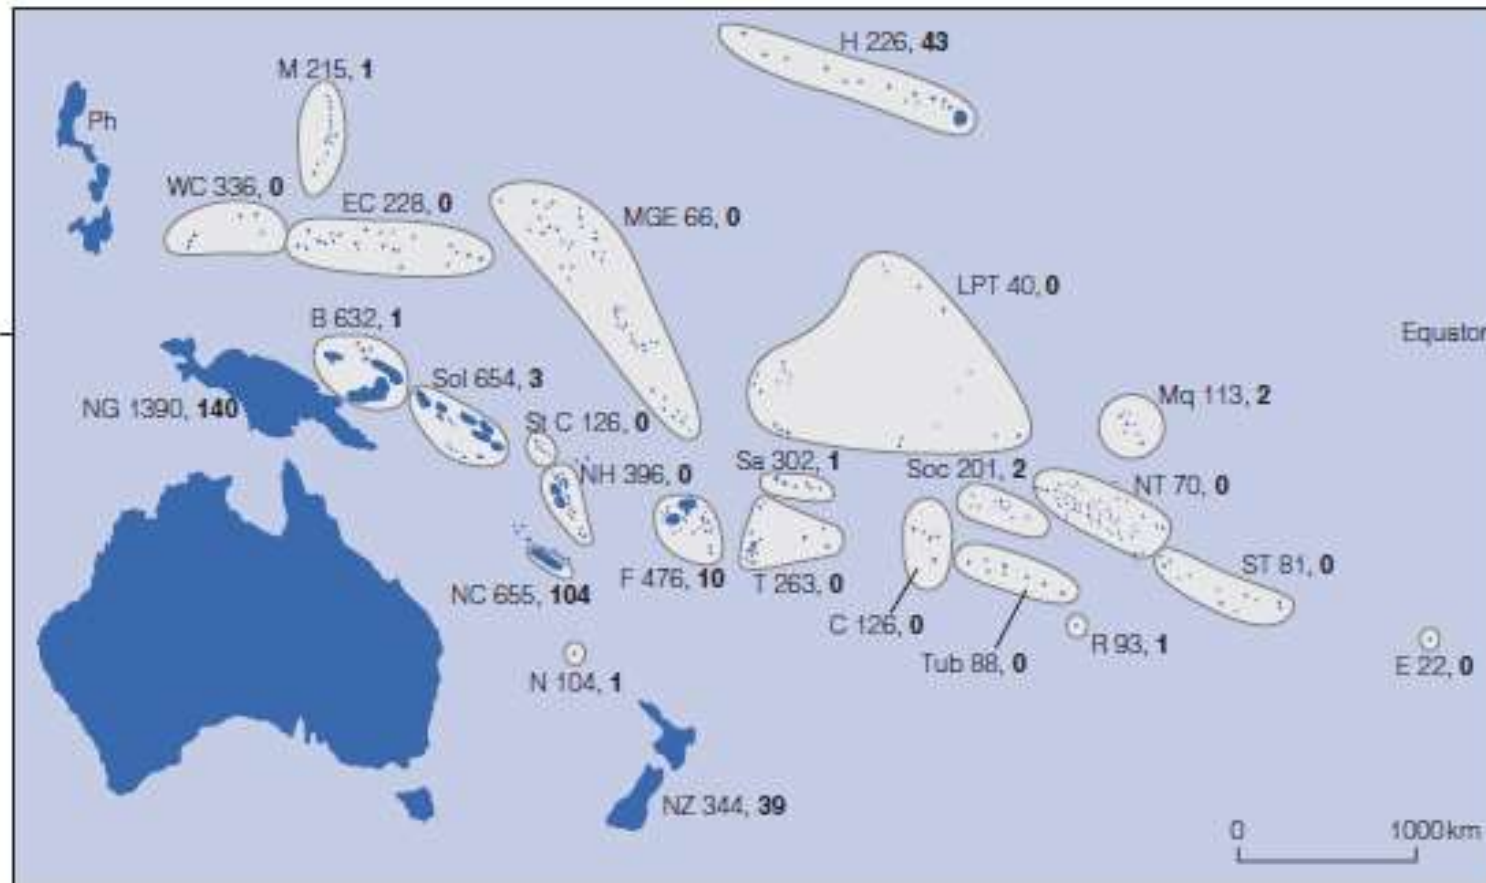 H 226, 43
M 215, 1
Ph
WC 336, 0
EC 228, 0
MGE 66, 0
LPT 40, 0
B 632, 1
Equator
Sol 654, 3
Mq 113, 2
NG 1390, 140
St C 126, 0
Sa 302, 1
Soc 201, 2
NH 396, 0
NT 70, 0
ST 81, 0
F 476, 10
T 263, 0
NC 655, 104
C 126, 0
R 93, 1
Tub 88, 0
E 22, 0
N 104, 1
NZ 344, 39
0
1000 km